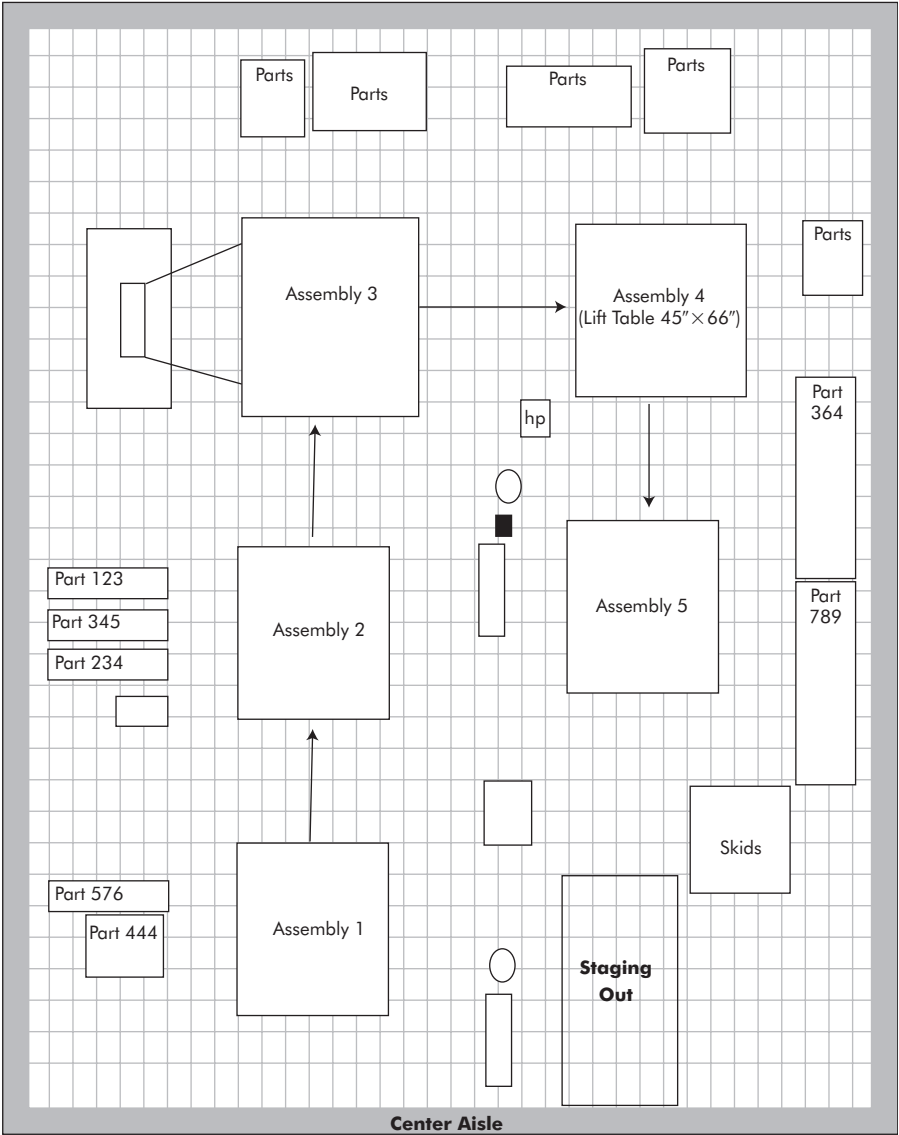 Parts
Parts
Parts
Parts
Parts
Assembly 3
Assembly 4
(Lift Table 45″×66″)
Part
364
hp
Part 123
Part 345
Part 234
Assembly 2
Assembly 5
Part
789
Skids
Part 576
Part 444
Assembly 1
Staging
Out
Center Aisle